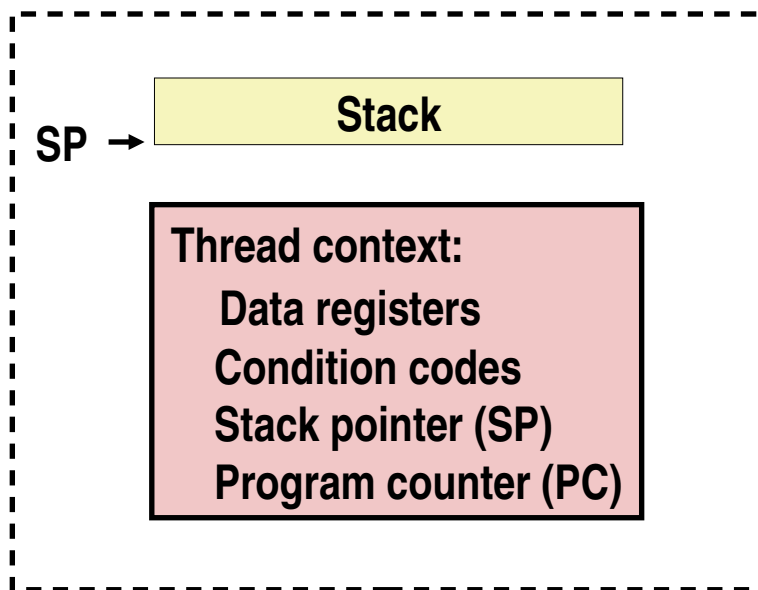 Stack
SP
Thread context:
Data registers
Condition codes
Stack pointer (SP)
Program counter (PC)